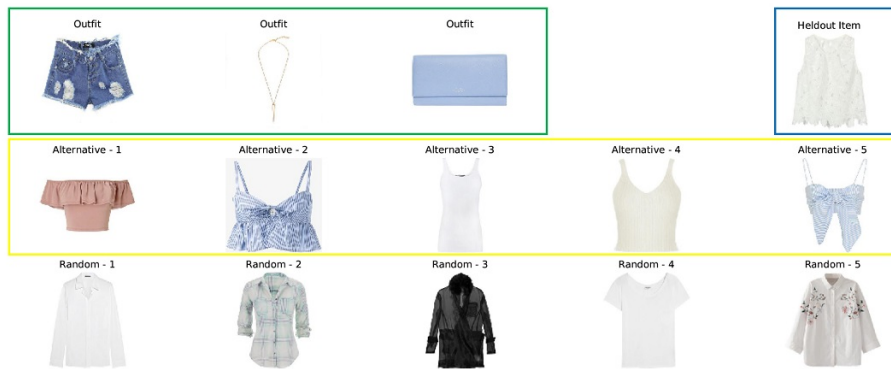 Outfit Outfit Outfit Heldout Item
Alternative - 1 Alternative - 2 Alternative - 3 Alternative - 4 Alternative - 5
Random - 1 Random - 2 Random - 3 Random - 4 Random - 5